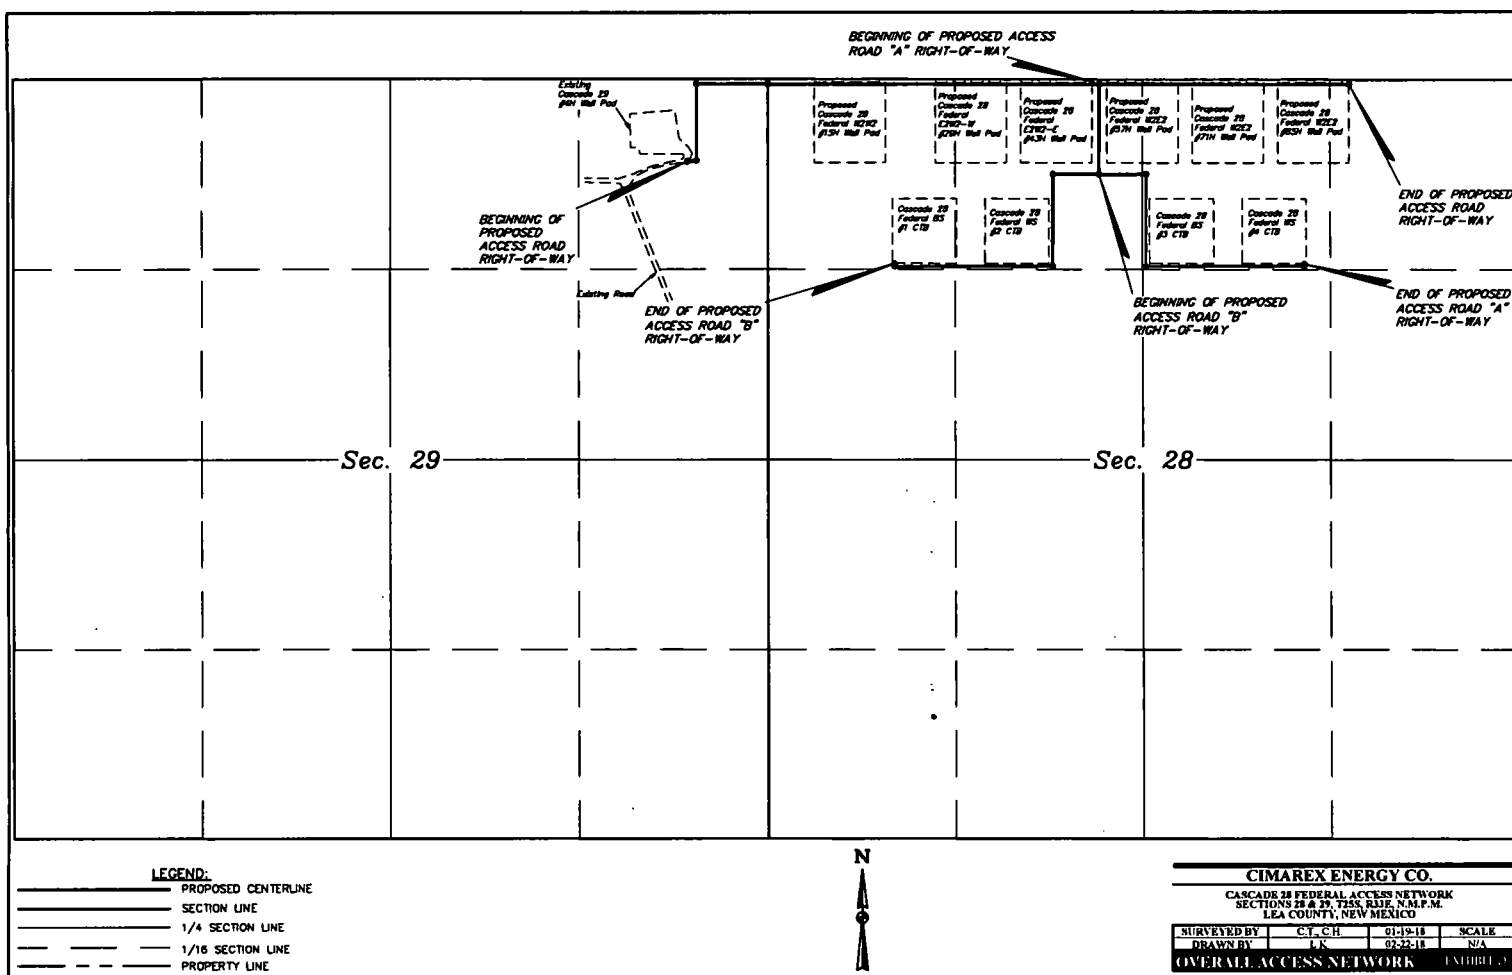 BEGINNING OF PROPOSED ACCESS
ROAD "A" RIGHT-OF-WAY
Existing
Cascade 29
#4H Well Pad
Proposed
Cascade 28
Federal W2W2
#15H Well Pad
Proposed
Cascade 28
Federal
E2W2-W
Well Pad
Proposed
Cascade 28
Federal
E2W2-E
#43H Well Pad
Proposed
Cascade 28
Federal W2E2
#57H Well Pad
Proposed
Cascade 28
Federal W2E2
#71H Well Pad
Proposed
Cascade 28
Federal
Well Pad
END OF PROPOSED
ACCESS ROAD
RIGHT-OF-WAY
BEGINNING OF
PROPOSED
ACCESS ROAD
RIGHT-OF-WAY
Cascade 28
Federal BS
#1 CTB
Cascade 28
Federal WS
#2 CTB
Cascade 28
Federal BS
#3 CTB
Cascade 28
Federal WS
#4 CTB
Existing Road
END OF PROPOSED
ACCESS ROAD "B"
RIGHT-OF-WAY
BEGINNING OF PROPOSED
ACCESS ROAD "B"
RIGHT-OF-WAY
END OF PROPOSED
ACCESS ROAD "A"
RIGHT-OF-WAY
Sec. 29
Sec. 28
LEGEND:
PROPOSED CENTERLINE
SECTION LINE
1/4 SECTION LINE
1/16 SECTION LINE
PROPERTY LINE
N
CIMAREX ENERGY CO.
CASCADE 28 FEDERAL ACCESS NETWORK
SECTIONS 28 & 29, T25S, R33E, N.M.P.M.
LEA COUNTY, NEW MEXICO
SURVEYED BY C.T., C.H. 01-19-18 SCALE
DRAWN BY L.K. 02-22-18 N/A
OVERALL ACCESS NETWORK EXHIBIT